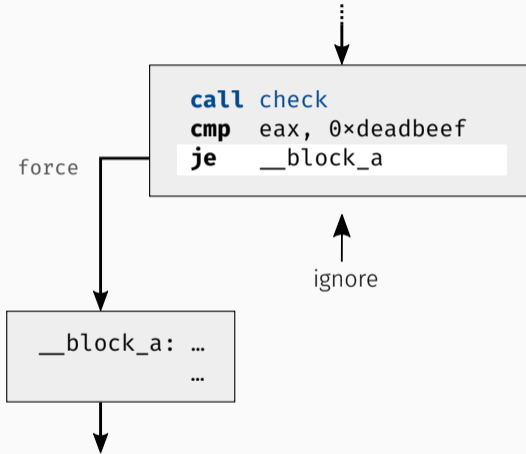 call check
cmp eax, 0×deadbeef
je __block_a
force
ignore
__block_a: …
…